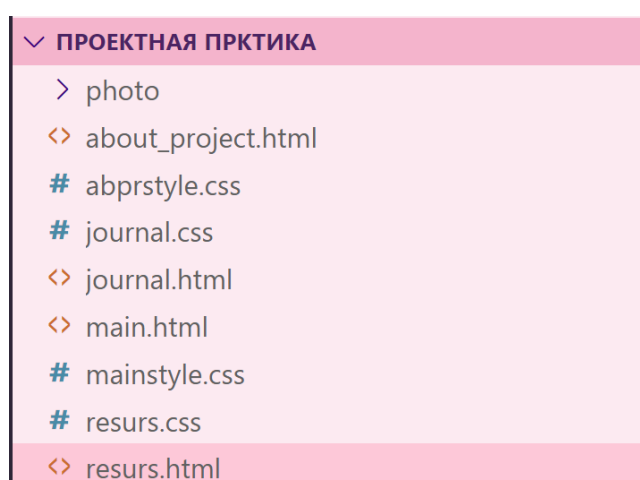 ПРОЕКТНАЯ ПРКТИКА
photo
about_project.html
abprstyle.css
journal.css
journal.html
main.html
mainstyle.css
resurs.css
resurs.html